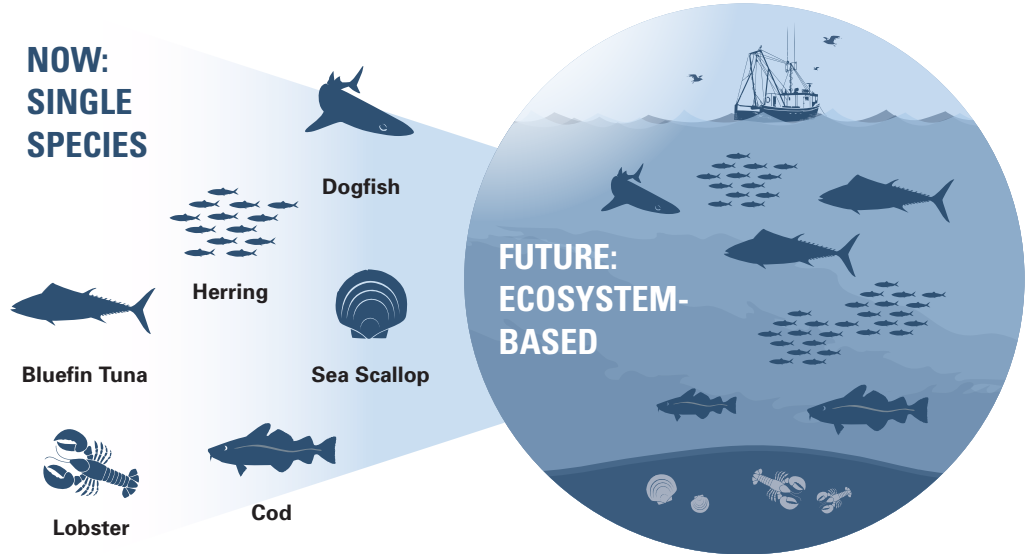 NOW:
SINGLE
SPECIES
Dogfish
Herring
Bluefin Tuna
Sea Scallop
Lobster
Cod
FUTURE:
ECOSYSTEM-
BASED